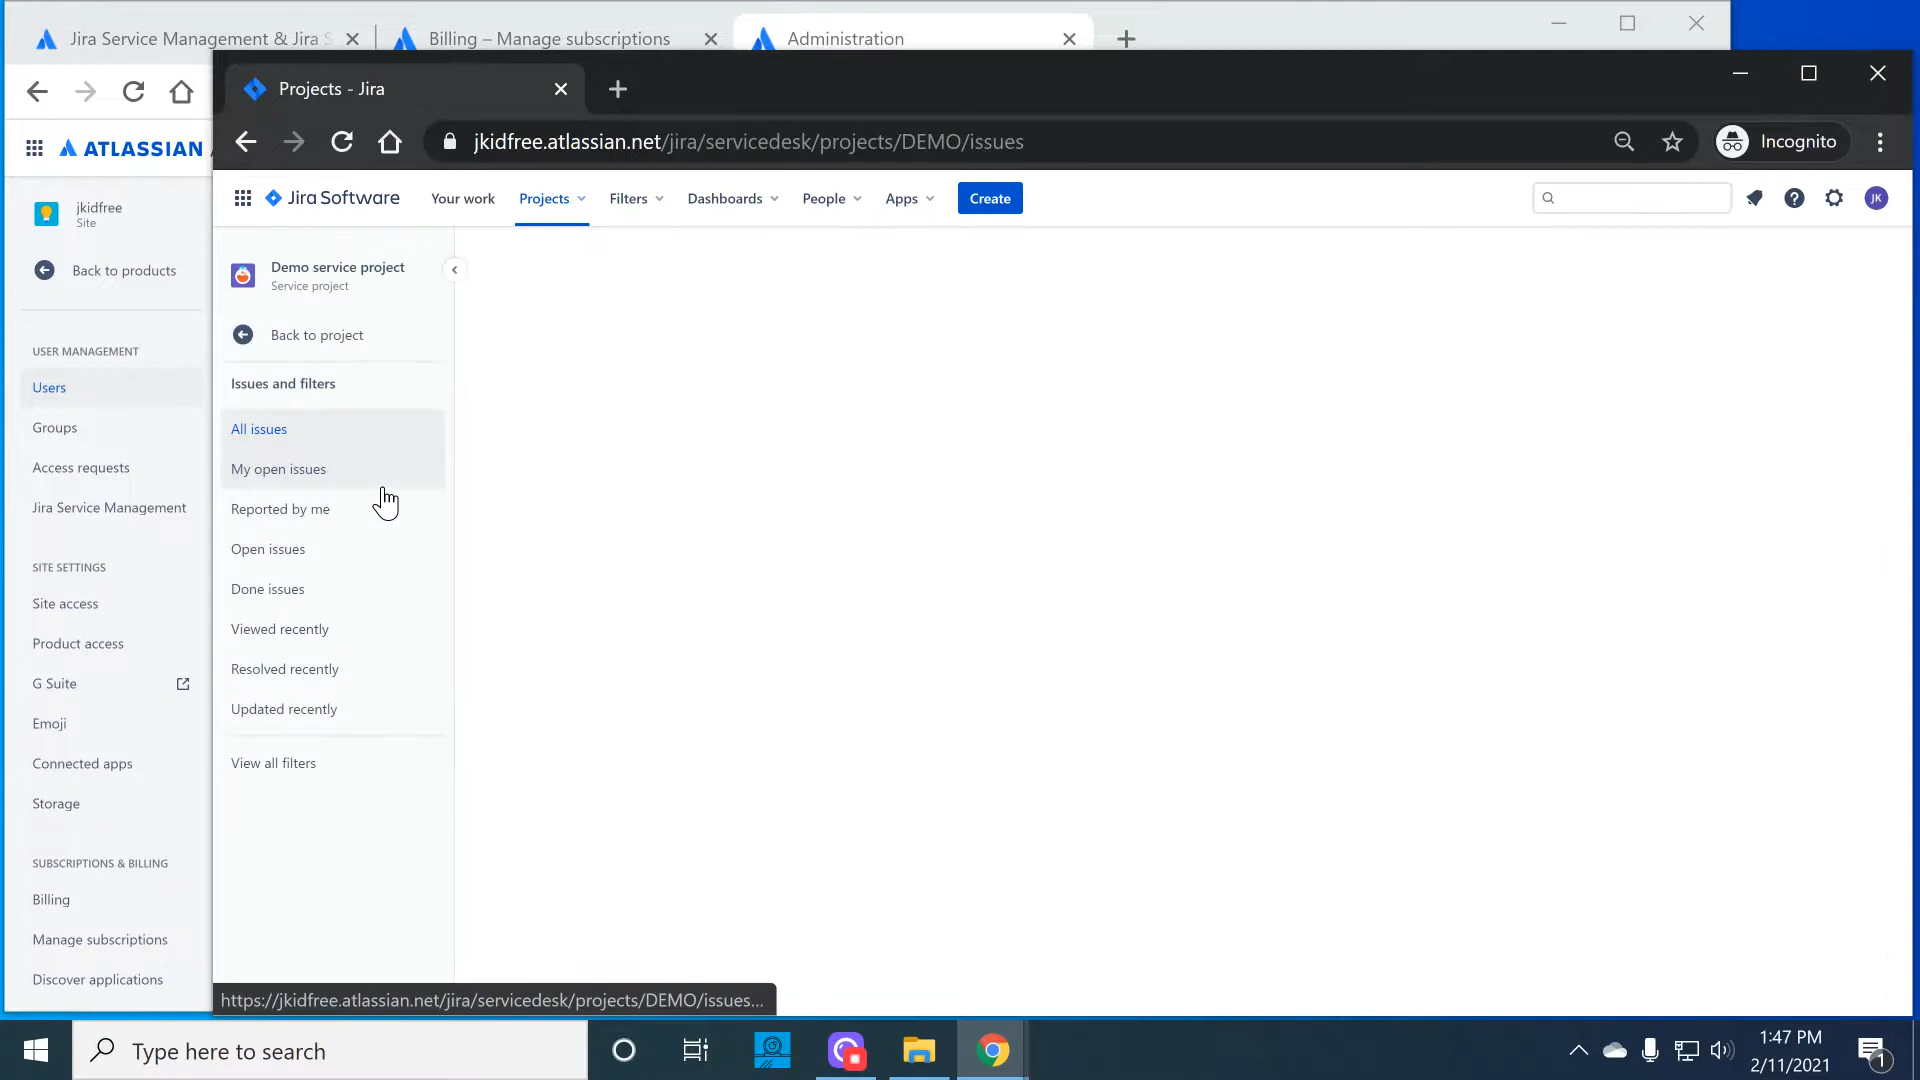 Jira Service Management & Jira S
Billing – Manage subscriptions
Administration
Projects - Jira
jkidfree.atlassian.net/jira/servicedesk/projects/DEMO/issues
Incognito
ATLASSIAN
Jira Software
Your work
Projects
Filters
Dashboards
People
Apps
Create
JK
jkidfree
Site
Back to products
USER MANAGEMENT
Users
Groups
Access requests
Jira Service Management
SITE SETTINGS
Site access
Product access
G Suite
Emoji
Connected apps
Storage
SUBSCRIPTIONS & BILLING
Billing
Manage subscriptions
Discover applications
Demo service project
Service project
Back to project
Issues and filters
All issues
My open issues
Reported by me
Open issues
Done issues
Viewed recently
Resolved recently
Updated recently
View all filters
https://jkidfree.atlassian.net/jira/servicedesk/projects/DEMO/issues...
Type here to search
1:47 PM
2/11/2021
1